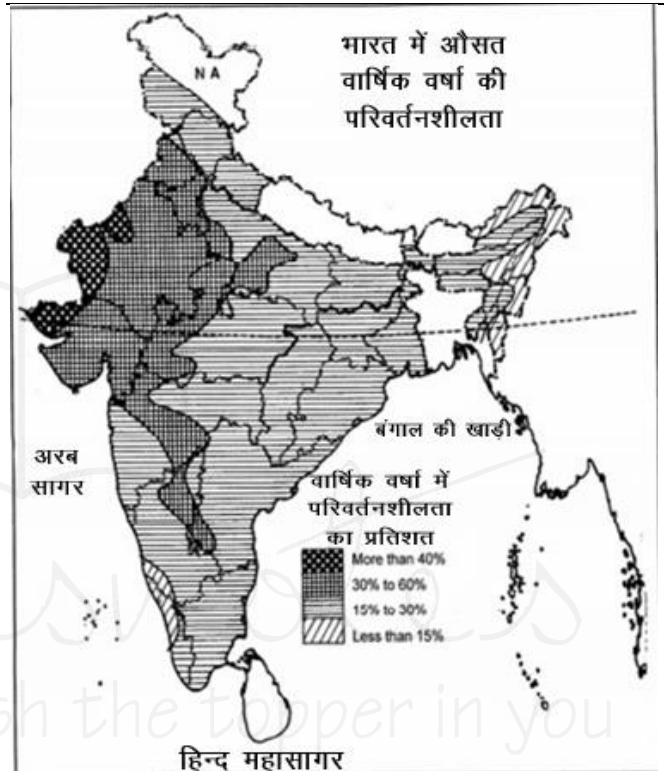 भारत में औसत
वार्षिक वर्षा की
परिवर्तनशीलता
N A
बंगाल की खाड़ी
अरब
सागर
वार्षिक वर्षा में
परिवर्तनशीलता
का प्रतिशत
More than 40%
30% to 60%
15% to 30%
Less than 15%
sh the topper in you
हिन्द महासागर